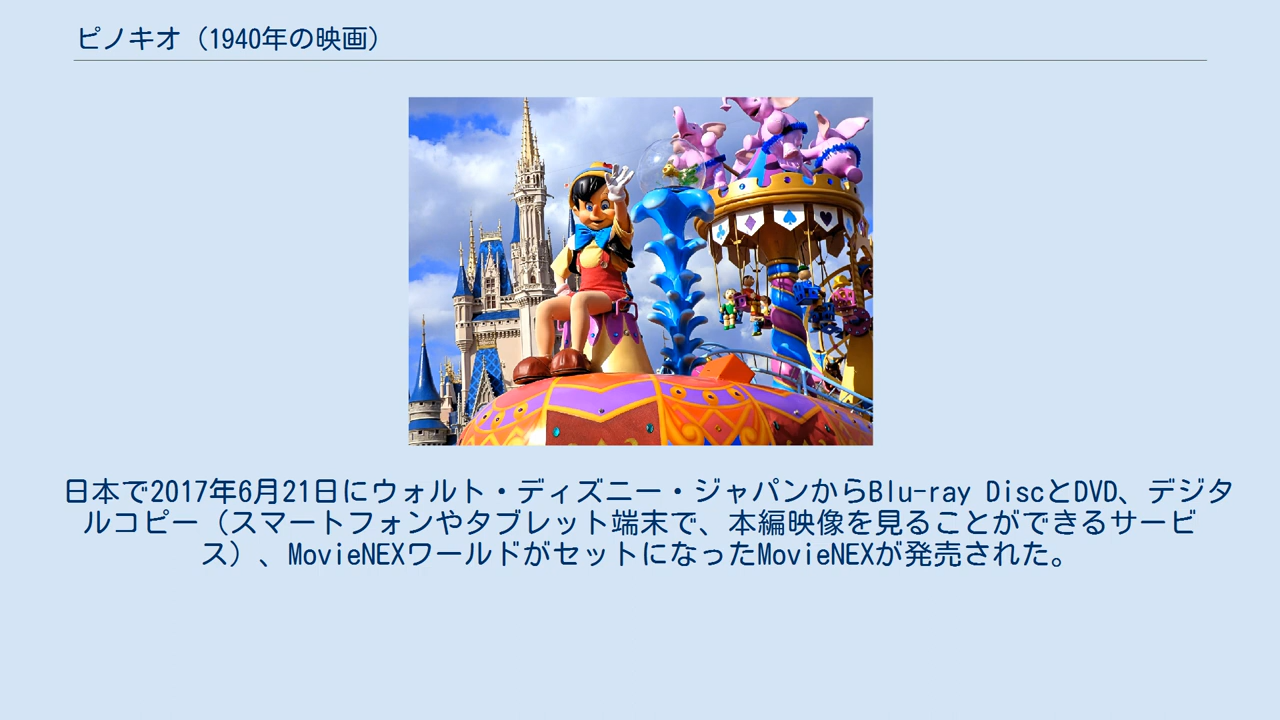 ピノキオ（1940年の映画）
日本で2017年6月21日にウォルト・ディズニー・ジャパンからBlu-ray DiscとDVD、デジタ
ルコピー（スマートフォンやタブレット端末で、本編映像を見ることができるサービ
ス）、MovieNEXワールドがセットになったMovieNEXが発売された。